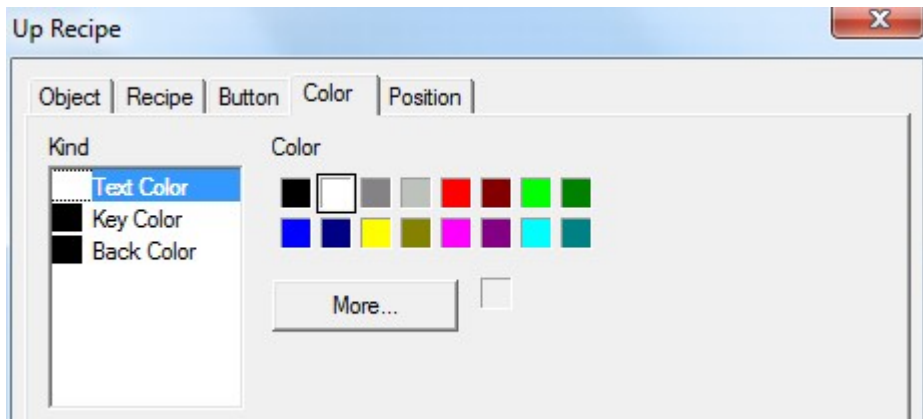 Up Recipe
Object Recipe Button Color Position
Kind Color
Text Color
Key Color
Back Color
More...